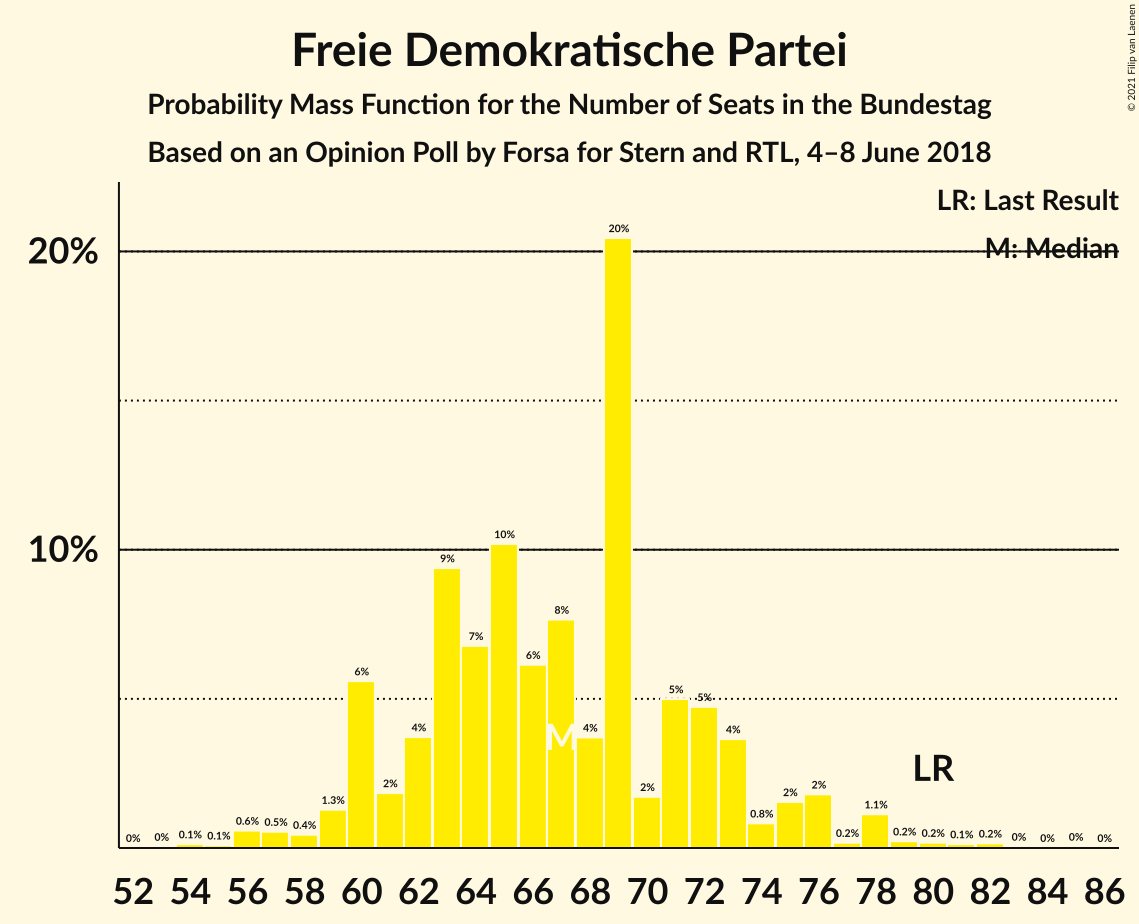 Freie Demokratische Partei
Probability Mass Function for the Number of Seats in the Bundestag
Based on an Opinion Poll by Forsa for Stern and RTL, 4–8 June 2018
© 2021 Filip van Laenen
LR: Last Result
M: Median
20%
10%
0% 0% 0.1% 0.1% 0.6% 0.5% 0.4% 1.3% 6% 2% 4% 9% 7% 10% 6% 8% 4% 20% 2% 5% 5% 4% 0.8% 2% 2% 0.2% 1.1% 0.2% 0.2% 0.1% 0.2% 0% 0% 0% 0%
M
LR
52 54 56 58 60 62 64 66 68 70 72 74 76 78 80 82 84 86